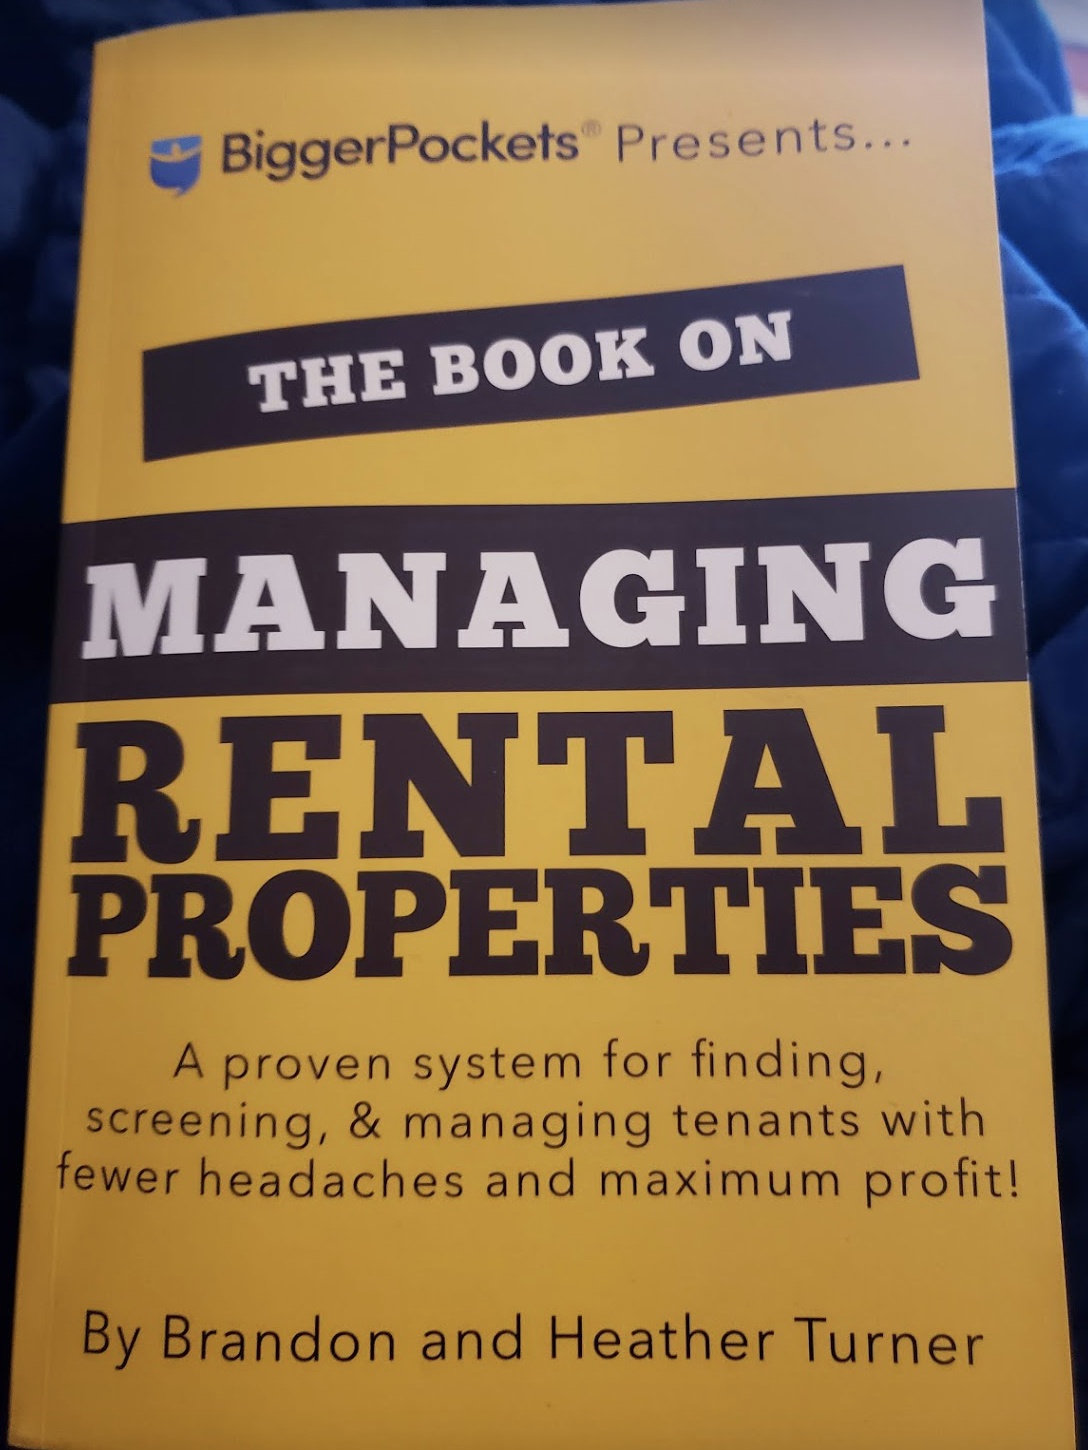 BiggerPockets® Presents...
THE BOOK ON
MANAGING
RENTAL
PROPERTIES
A proven system for finding,
screening, & managing tenants with
fewer headaches and maximum profit!
By Brandon and Heather Turner